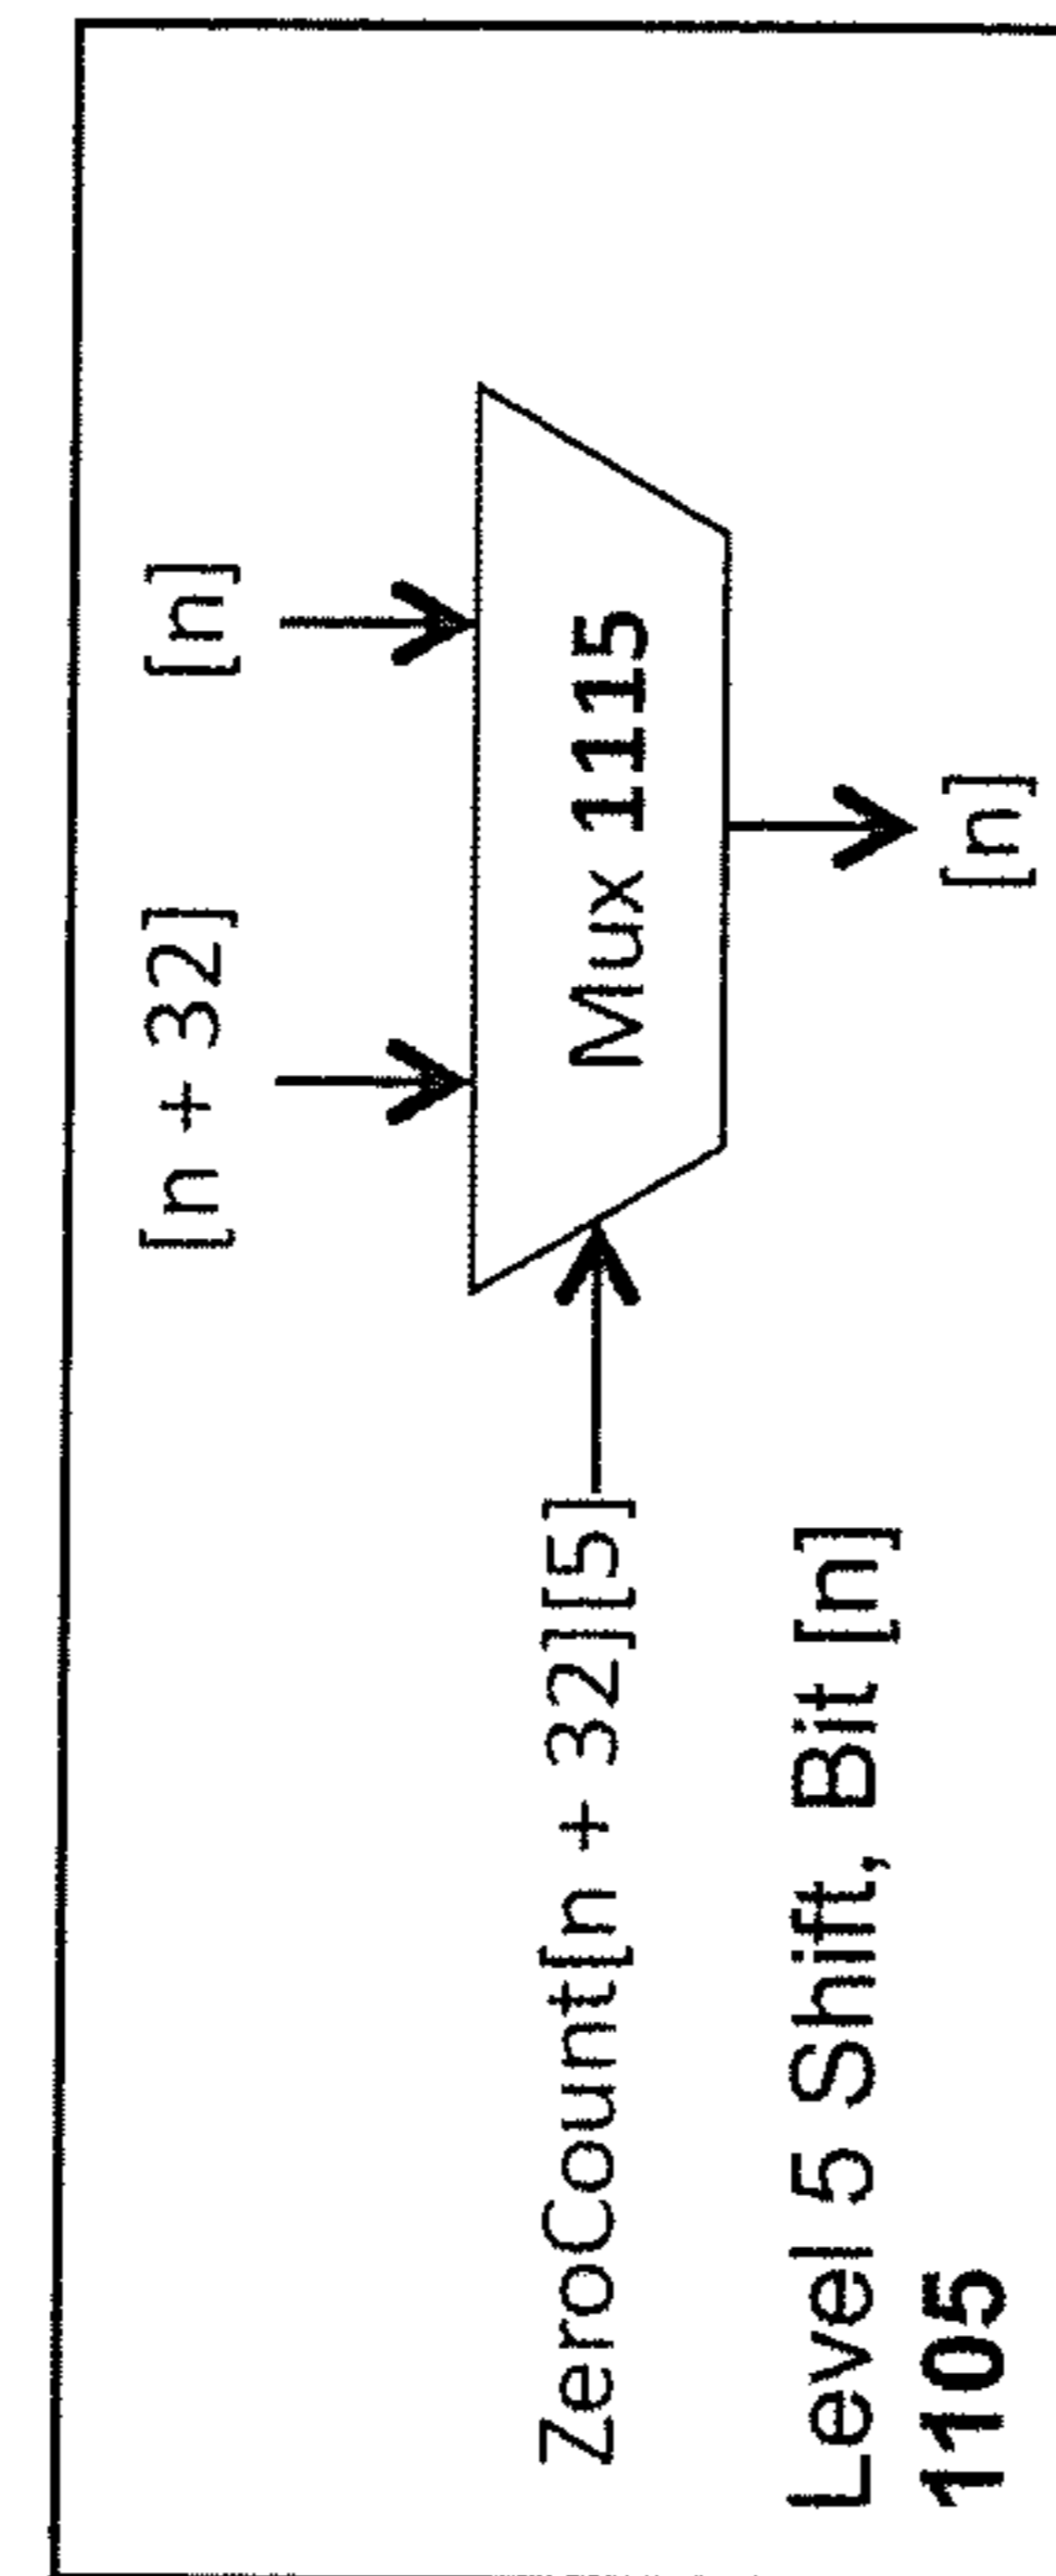 [n + 32]
[n]
ZeroCount[n + 32][5]
Mux 1115
Level 5 Shift, Bit [n]
1105
[n]